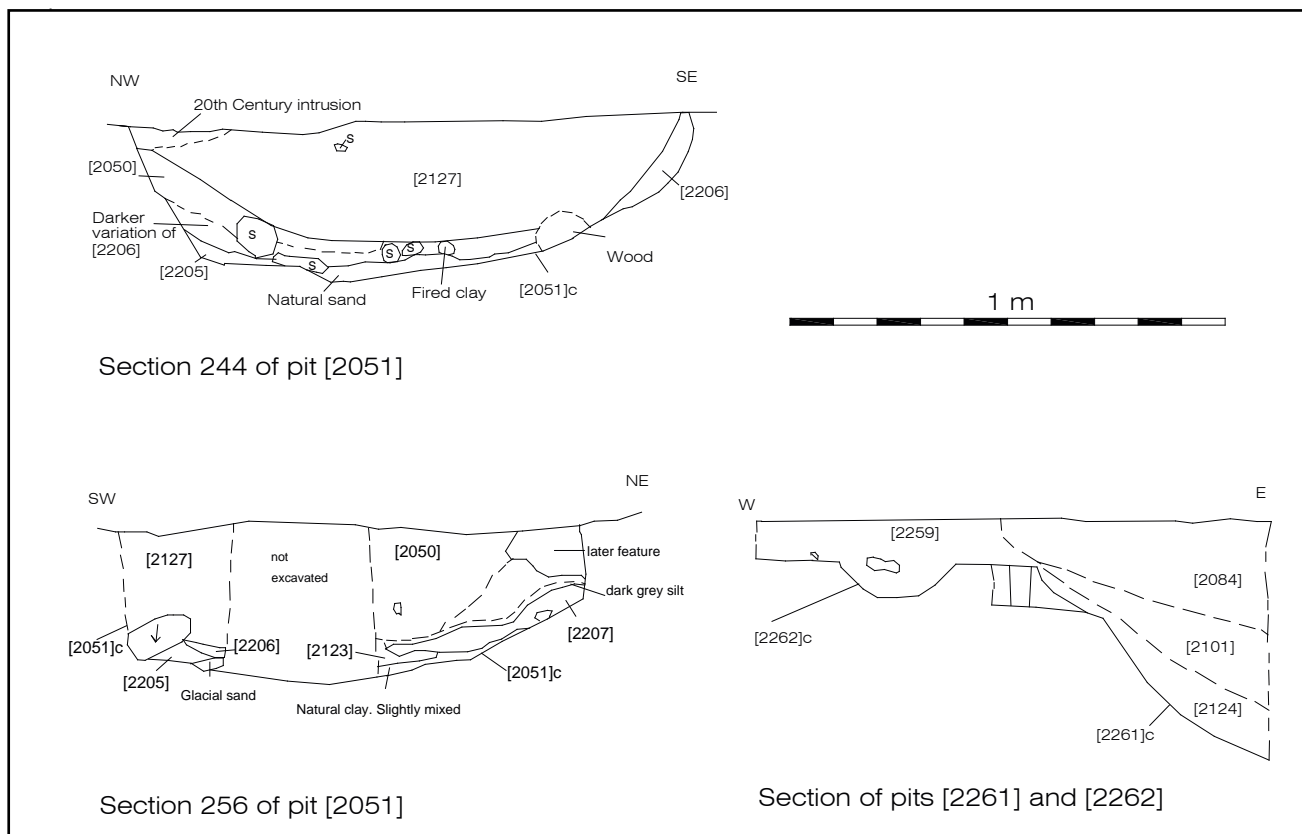 NW
SE
20th Century intrusion
s
[2050]
[2127]
[2206]
Darker
variation of
[2206]
s
s
s
s
[2205]
Wood
Natural sand
Fired clay
[2051]c
1 m
Section 244 of pit [2051]
SW
NE
[2127]
not
excavated
[2050]
later feature
dark grey silt
[2207]
[2051]c
[2206]
[2123]
[2205]
[2051]c
Glacial sand
Natural clay. Slightly mixed
Section 256 of pit [2051]
W
E
[2259]
[2084]
[2262]c
[2101]
[2124]
[2261]c
Section of pits [2261] and [2262]